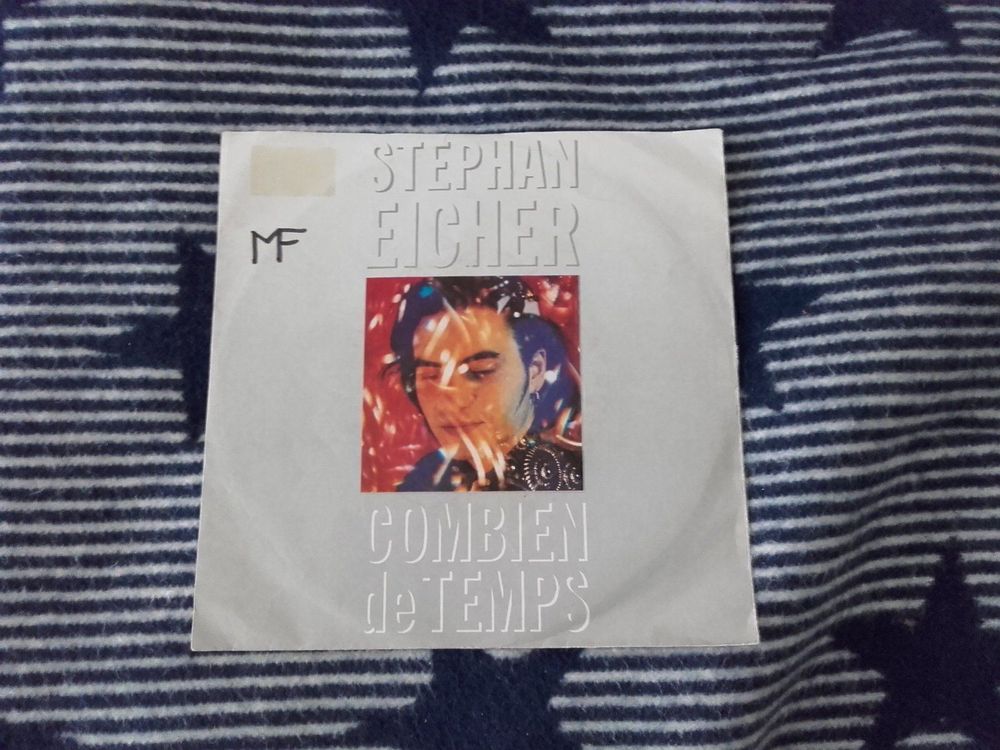 STEPHAN
EICHER
MF
COMBIEN
de TEMPS